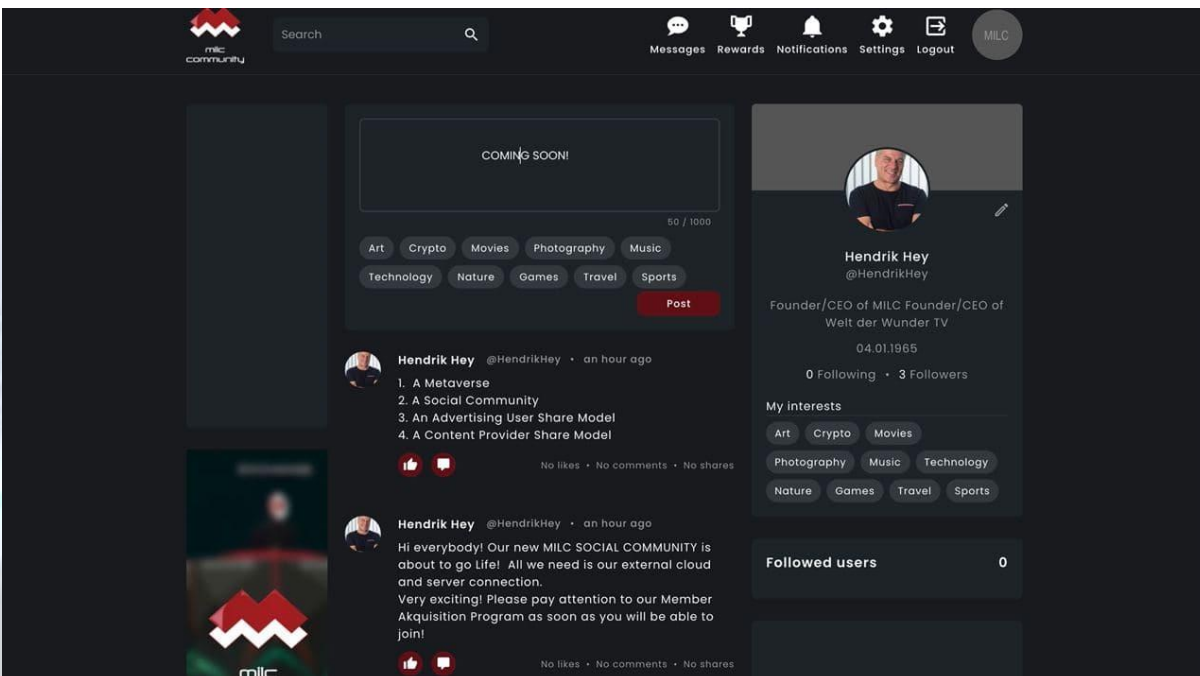 milc
community
Search
Messages
Rewards
Notifications
Settings
Logout
MILC
COMING SOON!
50 / 1000
Art
Crypto
Movies
Photography
Music
Technology
Nature
Games
Travel
Sports
Post
Hendrik Hey @HendrikHey • an hour ago
1. A Metaverse
2. A Social Community
3. An Advertising User Share Model
4. A Content Provider Share Model
No likes • No comments • No shares
Hendrik Hey @HendrikHey • an hour ago
Hi everybody! Our new MILC SOCIAL COMMUNITY is
about to go Life! All we need is our external cloud
and server connection.
Very exciting! Please pay attention to our Member
Akquisition Program as soon as you will be able to
join!
No likes • No comments • No shares
milc
Hendrik Hey
@HendrikHey
Founder/CEO of MILC Founder/CEO of
Welt der Wunder TV
04.01.1965
0 Following • 3 Followers
My interests
Art
Crypto
Movies
Photography
Music
Technology
Nature
Games
Travel
Sports
Followed users 0